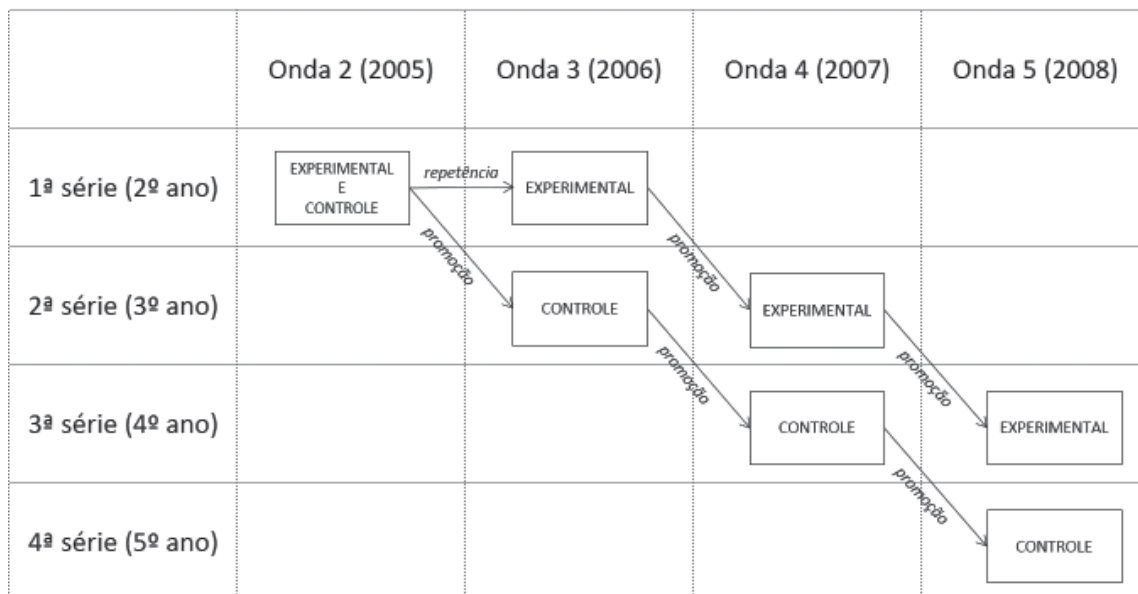 Onda 2 (2005) Onda 3 (2006) Onda 4 (2007) Onda 5 (2008)
1ª série (2º ano)
EXPERIMENTAL
E
CONTROLE
repetência
EXPERIMENTAL
promoção
promoção
2ª série (3º ano)
CONTROLE
EXPERIMENTAL
promoção
promoção
3ª série (4º ano)
CONTROLE
EXPERIMENTAL
promoção
4ª série (5º ano)
CONTROLE